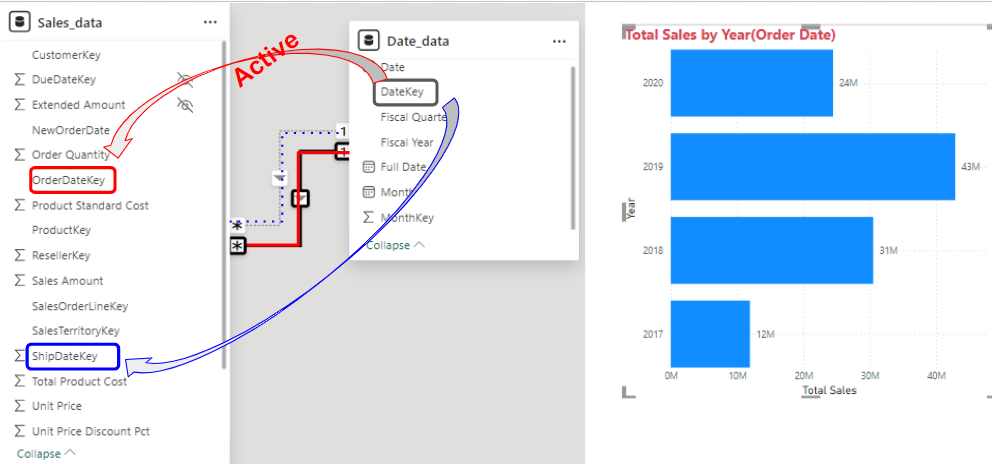 Sales_data
CustomerKey
DueDateKey
Extended Amount
NewOrderDate
Order Quantity
OrderDateKey
Product Standard Cost
ProductKey
ResellerKey
Sales Amount
SalesOrderLineKey
SalesTerritoryKey
ShipDateKey
Total Product Cost
Unit Price
Unit Price Discount Pct
Collapse
Active
1
1
*
*
Date_data
Date
DateKey
Fiscal Quarte
Fiscal Year
Full Date
Month
MonthKey
Collapse
Total Sales by Year(Order Date)
Year
2020
24M
2019
43M
2018
31M
2017
12M
0M 10M 20M 30M 40M
Total Sales